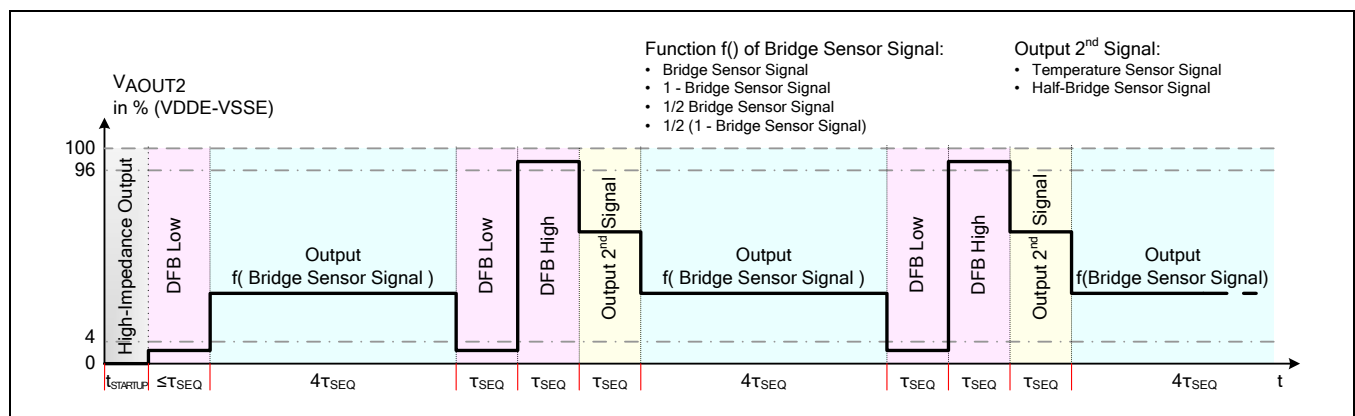 Function f() of Bridge Sensor Signal:
• Bridge Sensor Signal
• 1 - Bridge Sensor Signal
• 1/2 Bridge Sensor Signal
• 1/2 (1 - Bridge Sensor Signal)
Output 2nd Signal:
• Temperature Sensor Signal
• Half-Bridge Sensor Signal
VAOUT2
in % (VDDE-VSSE)
100
96
4
0
High-Impedance Output
DFB Low
Output
f( Bridge Sensor Signal )
DFB Low
DFB High
Output 2nd Signal
Output
f( Bridge Sensor Signal )
DFB Low
DFB High
Output 2nd Signal
Output
f(Bridge Sensor Signal)
tSTARTUP
≤τSEQ
4τSEQ
τSEQ
τSEQ
τSEQ
4τSEQ
τSEQ
τSEQ
τSEQ
4τSEQ
t